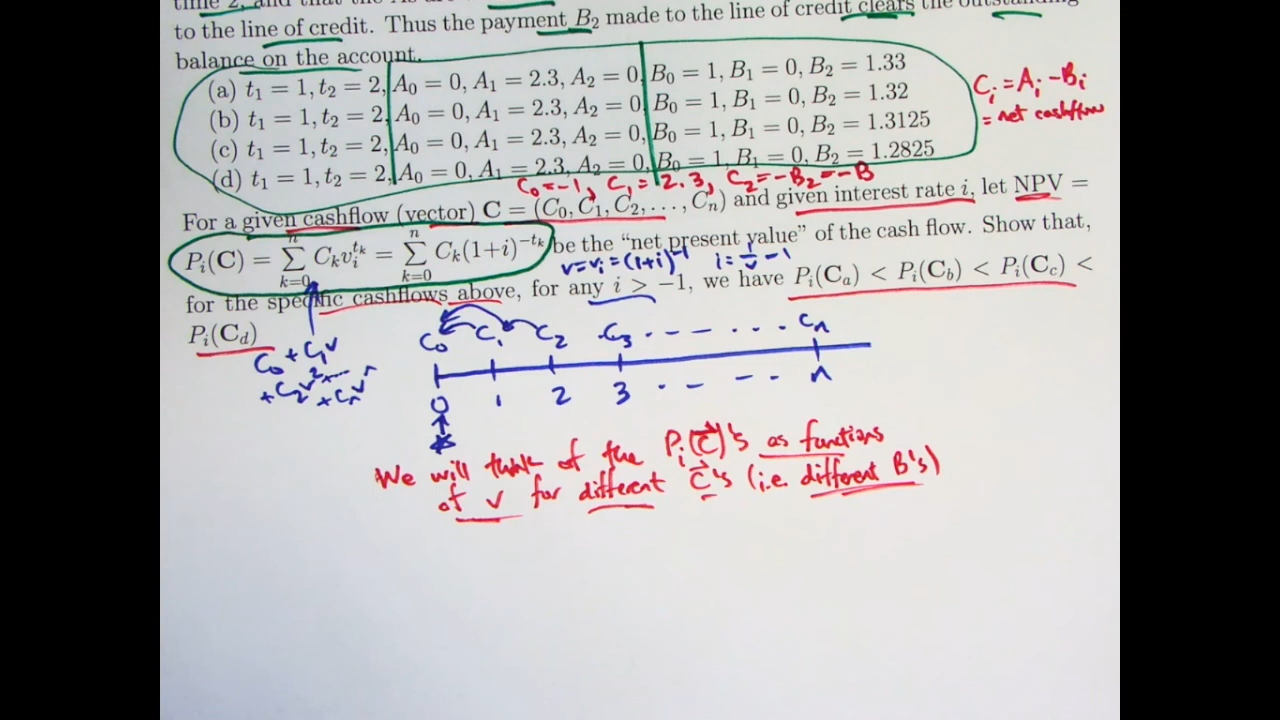 time 2, and that the
to the line of credit. Thus the payment B₂ made to the line of credit clears the outstanding
balance on the account.
(a) t₁ = 1, t₂ = 2, A₀ = 0, A₁ = 2.3, A₂ = 0, B₀ = 1, B₁ = 0, B₂ = 1.33
(b) t₁ = 1, t₂ = 2, A₀ = 0, A₁ = 2.3, A₂ = 0, B₀ = 1, B₁ = 0, B₂ = 1.32
(c) t₁ = 1, t₂ = 2, A₀ = 0, A₁ = 2.3, A₂ = 0, B₀ = 1, B₁ = 0, B₂ = 1.3125
(d) t₁ = 1, t₂ = 2, A₀ = 0, A₁ = 2.3, A₂ = 0, B₀ = 1, B₁ = 0, B₂ = 1.2825
Cᵢ = Aᵢ - Bᵢ
= net cashflow
C₀ = -1, C₁ = 2.3, C₂ = -B₂ = -B
For a given cashflow (vector) C = (C₀, C₁, C₂, …, Cₙ) and given interest rate i, let NPV =
Pᵢ(C) = ∑ₖ₌₀ⁿ Cₖvᵢ^{tₖ} = ∑ₖ₌₀ⁿ Cₖ(1+i)^{-tₖ} be the “net present value” of the cash flow. Show that,
v = vᵢ = (1+i)⁻¹ i = 1/v - 1
for the specific cashflows above, for any i > −1, we have Pᵢ(Cₐ) < Pᵢ(C_b) < Pᵢ(C_c) <
Pᵢ(C_d)
C₀ + C₁v
+ C₂v² + ...
+ Cₙvⁿ
C₀ C₁ C₂ C₃ . - - . . . Cₙ
0 1 2 3 . - - . n
We will think of the Pᵢ(C⃗)'s as functions
of v for different C⃗'s (i.e. different B's)